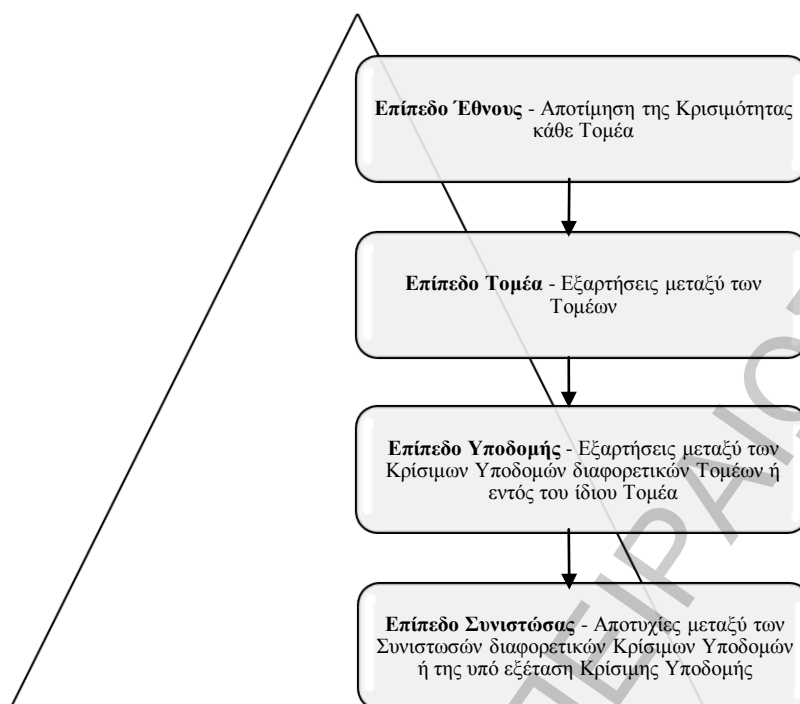 Επίπεδο Έθνους - Αποτίμηση της Κρισιμότητας
κάθε Τομέα
Επίπεδο Τομέα - Εξαρτήσεις μεταξύ των
Τομέων
Επίπεδο Υποδομής - Εξαρτήσεις μεταξύ των
Κρίσιμων Υποδομών διαφορετικών Τομέων ή
εντός του ίδιου Τομέα
Επίπεδο Συνιστώσας - Αποτυχίες μεταξύ των
Συνιστωσών διαφορετικών Κρίσιμων Υποδομών
ή της υπό εξέταση Κρίσιμης Υποδομής